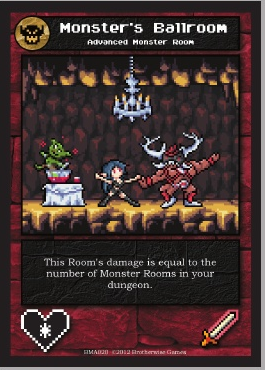 Monster's Ballroom
Advanced Monster Room
This Room's damage is equal to the
number of Monster Rooms in your
dungeon.
*
BMA020 ©2012 Brotherwise Games